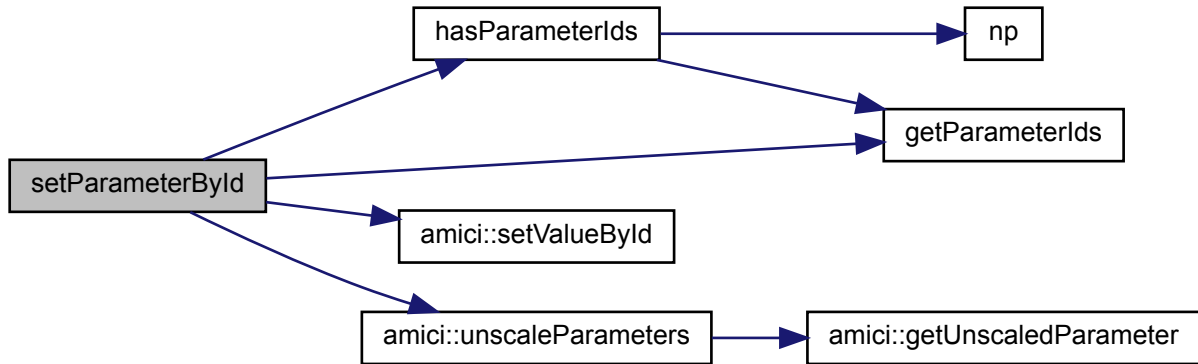 hasParameterIds
np
getParameterIds
setParameterById
amici::setValueById
amici::unscaleParameters
amici::getUnscaledParameter